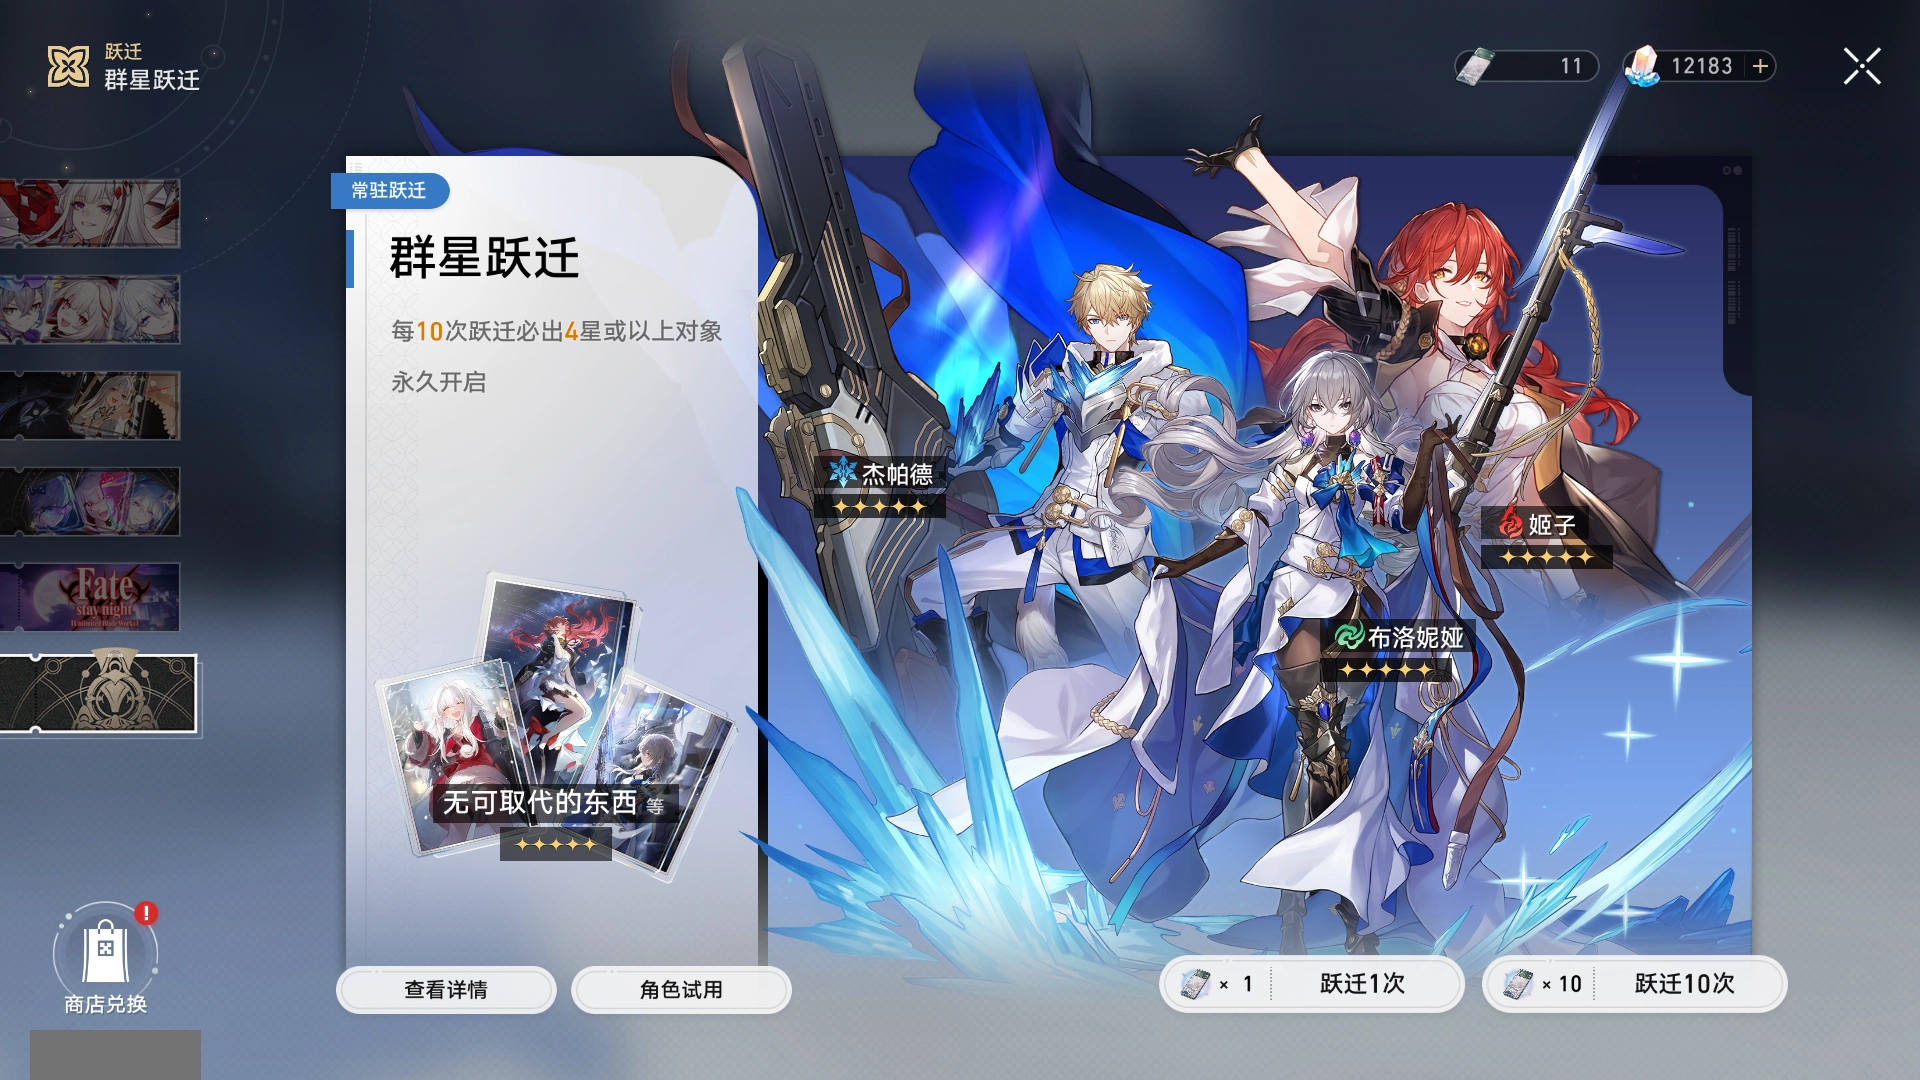 跃迁
群星跃迁
11
12183
常驻跃迁
群星跃迁
每10次跃迁必出4星或以上对象
永久开启
杰帕德
姬子
布洛妮娅
Fate
stay night
[Unlimited Blade Works]
无可取代的东西 等
商店兑换
查看详情
角色试用
× 1 跃迁1次
× 10 跃迁10次